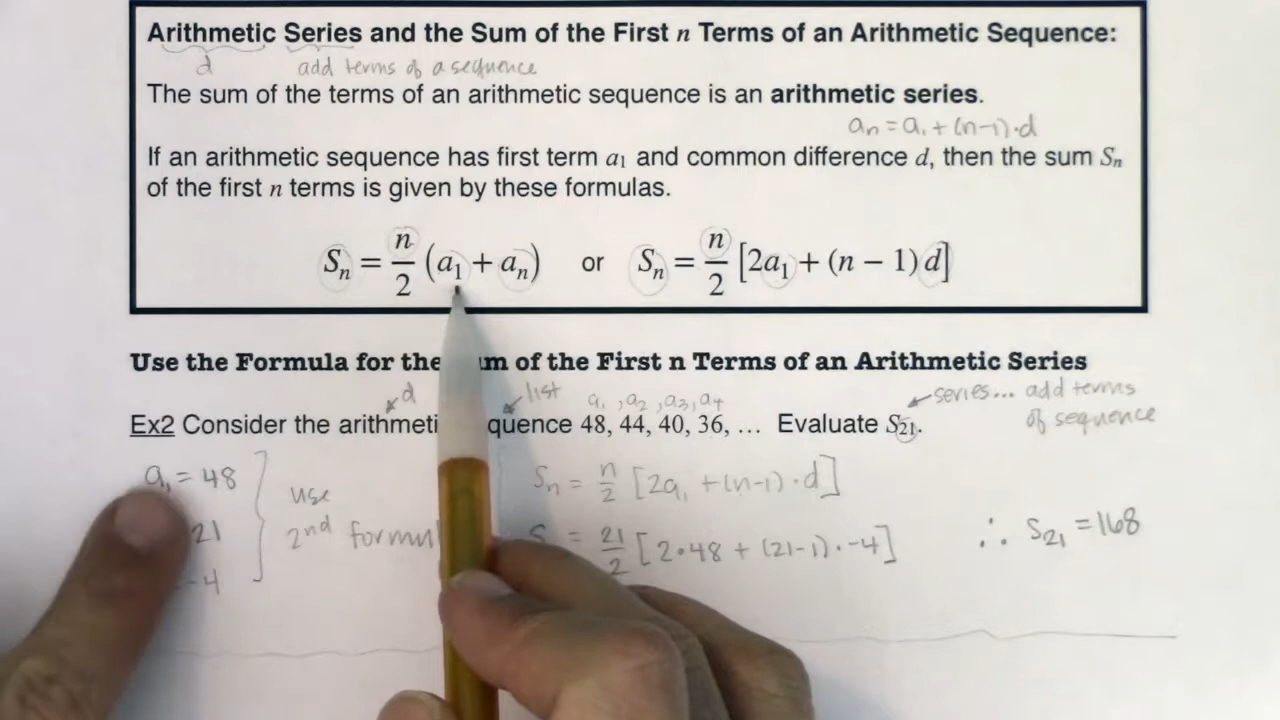 Arithmetic Series and the Sum of the First n Terms of an Arithmetic Sequence:
d add terms of a sequence
The sum of the terms of an arithmetic sequence is an arithmetic series.
aₙ = a₁ + (n-1)·d
If an arithmetic sequence has first term a₁ and common difference d, then the sum Sₙ
of the first n terms is given by these formulas.
Sₙ = n/2 (a₁ + aₙ) or Sₙ = n/2 [2a₁ + (n − 1) d]
Use the Formula for the um of the First n Terms of an Arithmetic Series
d list a₁, a₂, a₃, a₄ series... add terms
of sequence
Ex2 Consider the arithmeti quence 48, 44, 40, 36, … Evaluate S₂₁.
a₁ = 48
21
-4
use
2nd formul
Sₙ = n/2 [2a₁ + (n-1)·d]
= 21/2 [2·48 + (21-1)·-4]
∴ S₂₁ = 168